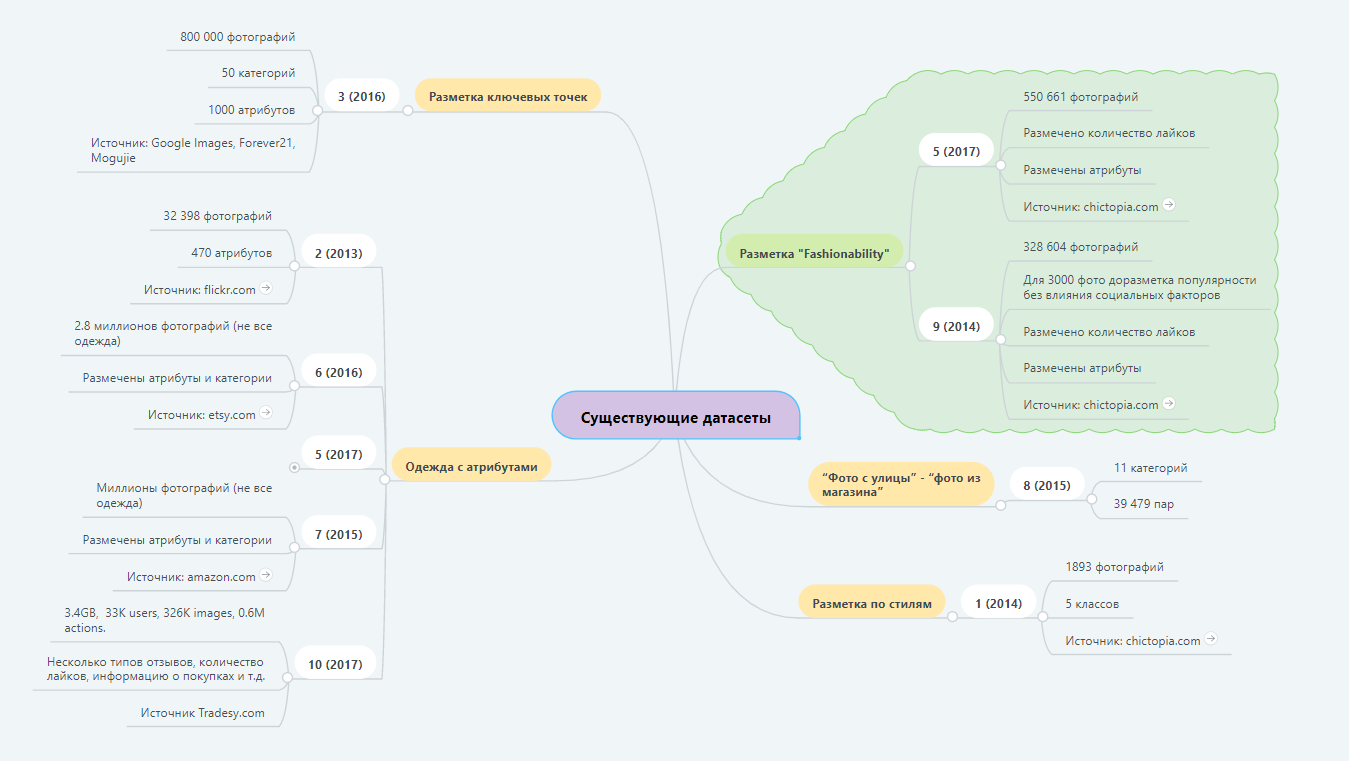 Существующие датасеты
Разметка ключевых точек
3 (2016)
800 000 фотографий
50 категорий
1000 атрибутов
Источник: Google Images, Forever21,
Mogujie
Одежда с атрибутами
2 (2013)
32 398 фотографий
470 атрибутов
Источник: flickr.com
6 (2016)
2.8 миллионов фотографий (не все
одежда)
Размечены атрибуты и категории
Источник: etsy.com
5 (2017)
7 (2015)
Миллионы фотографий (не все
одежда)
Размечены атрибуты и категории
Источник: amazon.com
10 (2017)
3.4GB, 33K users, 326K images, 0.6M
actions.
Несколько типов отзывов, количество
лайков, информацию о покупках и т.д.
Источник Tradesy.com
Разметка "Fashionability"
5 (2017)
550 661 фотографий
Размечено количество лайков
Размечены атрибуты
Источник: chictopia.com
9 (2014)
328 604 фотографий
Для 3000 фото доразметка популярности
без влияния социальных факторов
Размечено количество лайков
Размечены атрибуты
Источник: chictopia.com
“Фото с улицы” - “фото из
магазина”
8 (2015)
11 категорий
39 479 пар
Разметка по стилям
1 (2014)
1893 фотографий
5 классов
Источник: chictopia.com